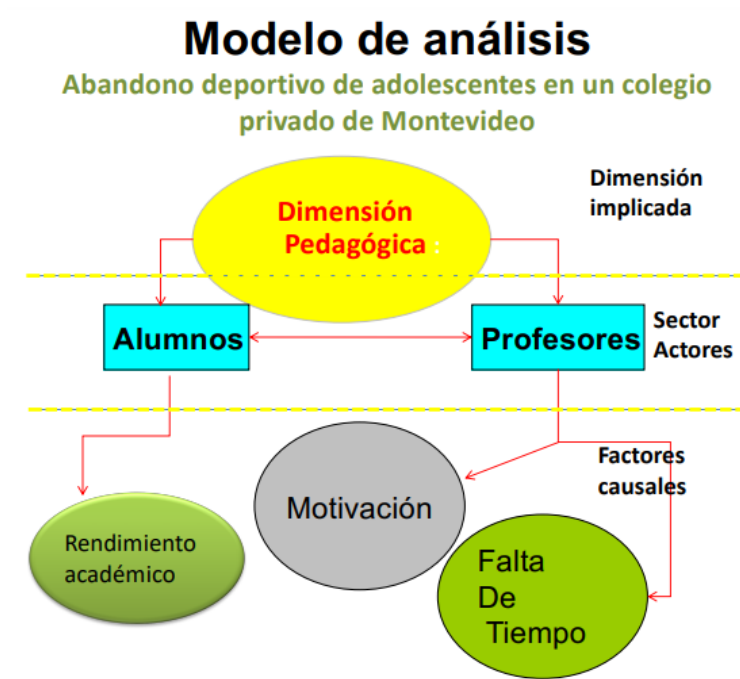 Modelo de análisis
Abandono deportivo de adolescentes en un colegio
privado de Montevideo
Dimensión
implicada
Dimensión
Pedagógica :
Alumnos
Profesores
Sector
Actores
Factores
causales
Motivación
Rendimiento
académico
Falta
De
Tiempo